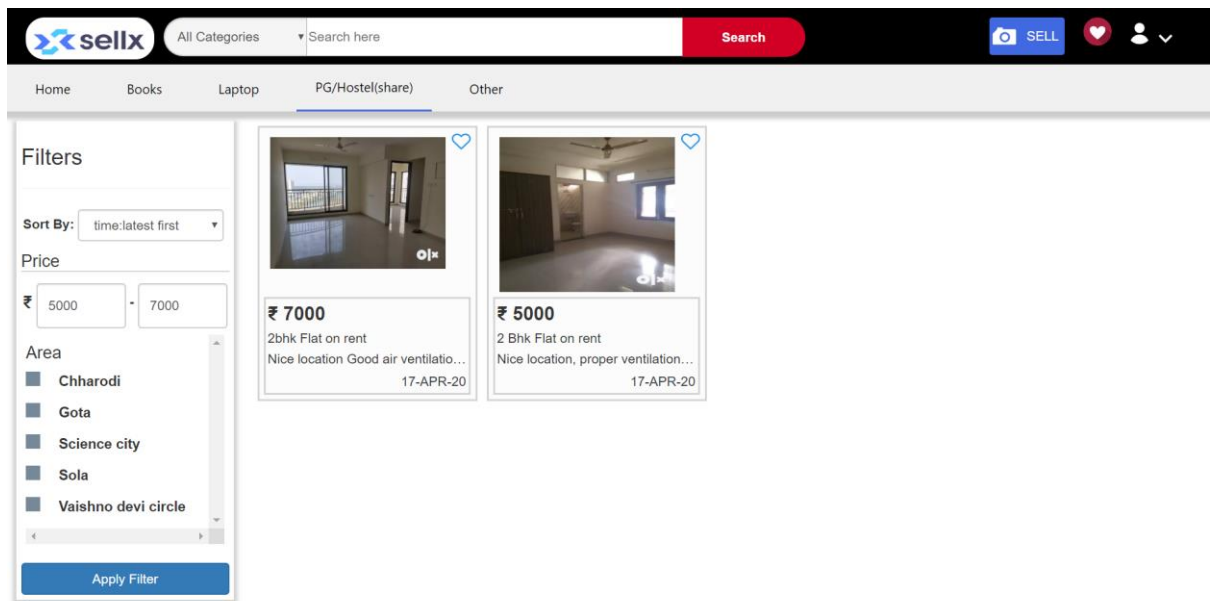 sellx
All Categories
Search here
Search
SELL
Home Books Laptop PG/Hostel(share) Other
Filters
Sort By: time:latest first
Price
₹ 5000 - 7000
Area
Chharodi
Gota
Science city
Sola
Vaishno devi circle
Apply Filter
olx
₹ 7000
2bhk Flat on rent
Nice location Good air ventilatio...
17-APR-20
olx
₹ 5000
2 Bhk Flat on rent
Nice location, proper ventilation...
17-APR-20